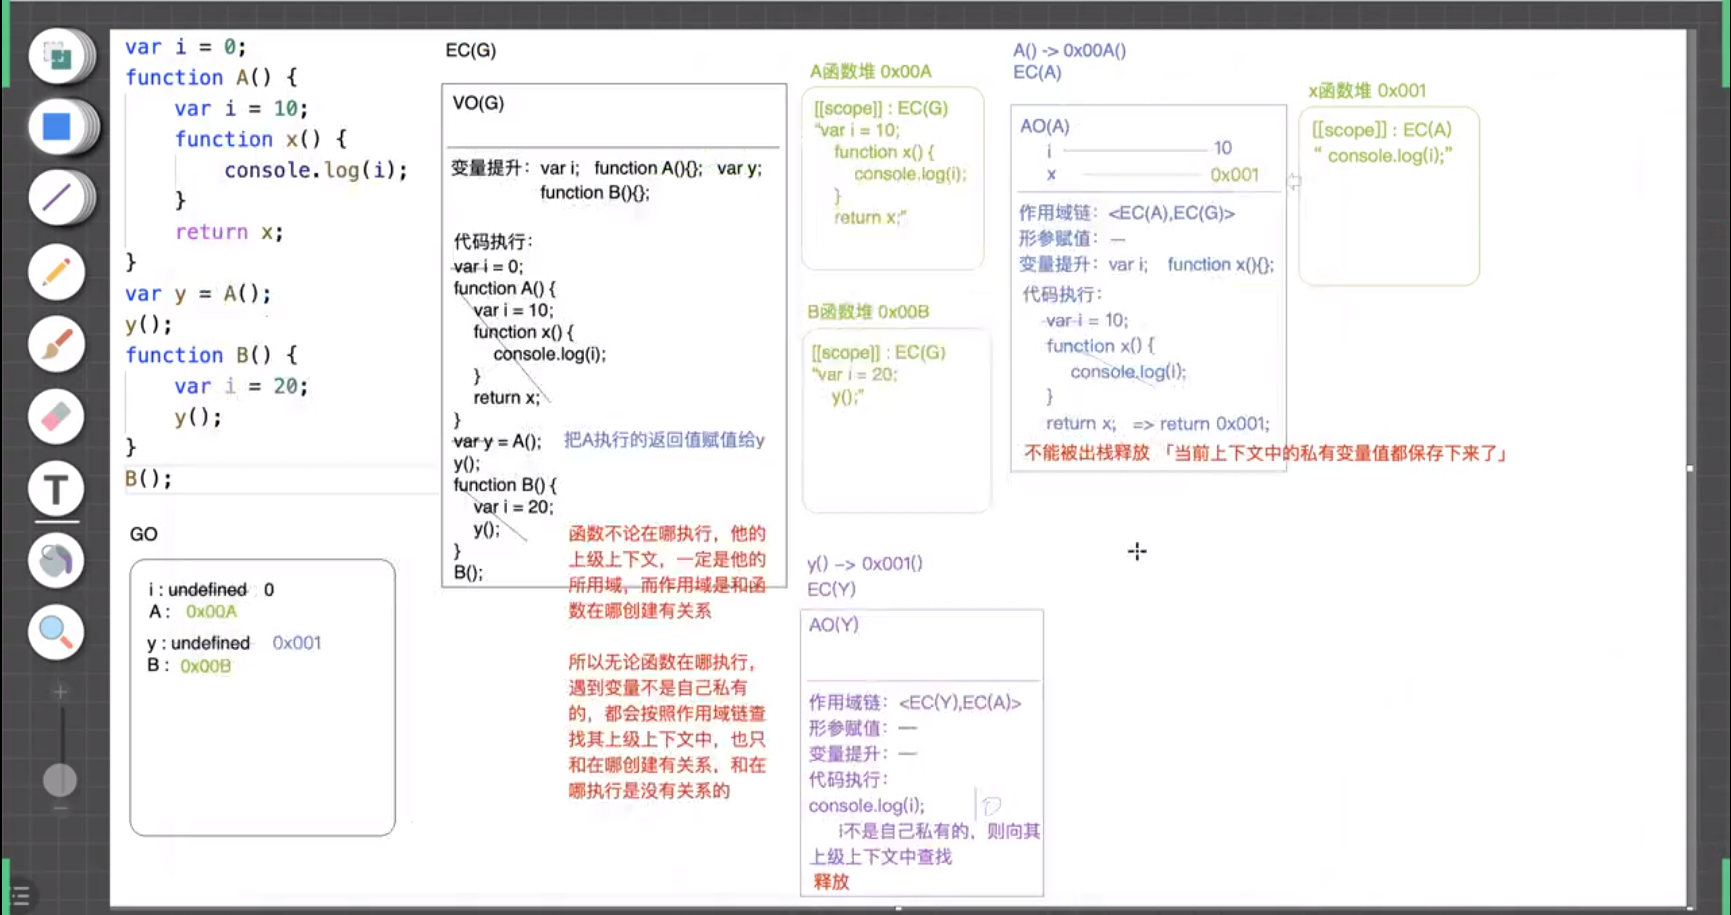 var i = 0;
function A() {
var i = 10;
function x() {
console.log(i);
}
return x;
}
var y = A();
y();
function B() {
var i = 20;
y();
}
B();
GO
i : undefined 0
A : 0x00A
y : undefined 0x001
B : 0x00B
EC(G)
VO(G)
变量提升: var i; function A(){}; var y;
function B(){};
代码执行:
var i = 0;
function A() {
var i = 10;
function x() {
console.log(i);
}
return x;
}
var y = A(); 把A执行的返回值赋值给y
y();
function B() {
var i = 20;
y();
}
B();
函数不论在哪执行，他的
上级上下文，一定是他的
所用域，而作用域是和函
数在哪创建有关系
所以无论函数在哪执行，
遇到变量不是自己私有
的，都会按照作用域链查
找其上级上下文中，也只
和在哪创建有关系，和在
哪执行是没有关系的
A函数堆 0x00A
[[scope]] : EC(G)
“var i = 10;
function x() {
console.log(i);
}
return x;”
B函数堆 0x00B
[[scope]] : EC(G)
“var i = 20;
y();”
A() -> 0x00A()
EC(A)
AO(A)
i 10
x 0x001
作用域链: <EC(A),EC(G)>
形参赋值: —
变量提升: var i; function x(){};
代码执行:
var i = 10;
function x() {
console.log(i);
}
return x; => return 0x001;
不能被出栈释放 「当前上下文中的私有变量值都保存下来了」
x函数堆 0x001
[[scope]] : EC(A)
“ console.log(i);”
y() -> 0x001()
EC(Y)
AO(Y)
作用域链: <EC(Y),EC(A)>
形参赋值: —
变量提升: —
代码执行:
console.log(i);
i不是自己私有的，则向其
上级上下文中查找
释放
T